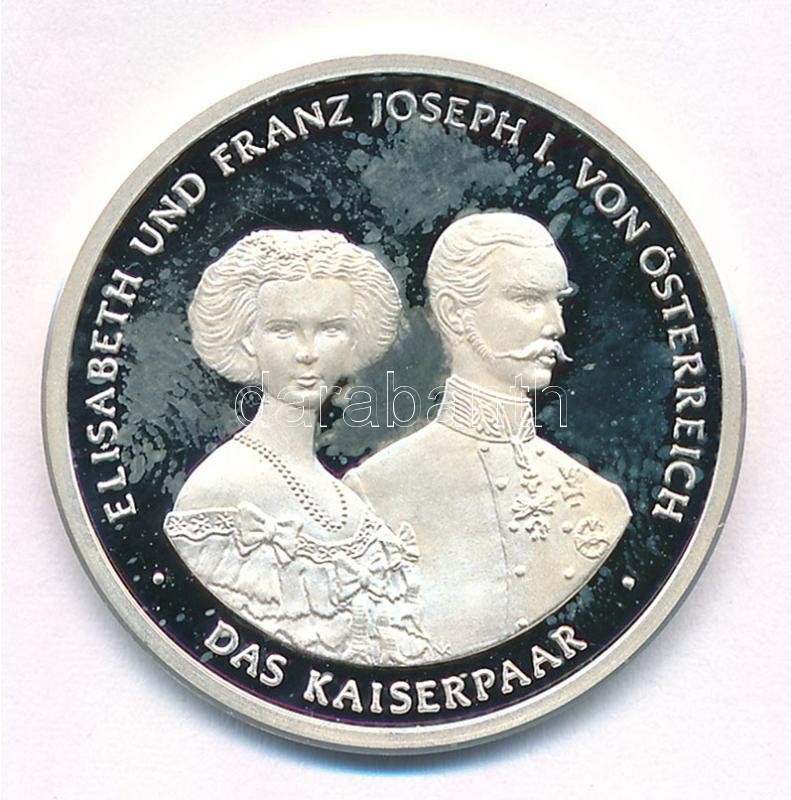 ELISABETH UND FRANZ JOSEPH I. VON ÖSTERREICH
· DAS KAISERPAAR ·
darabanth